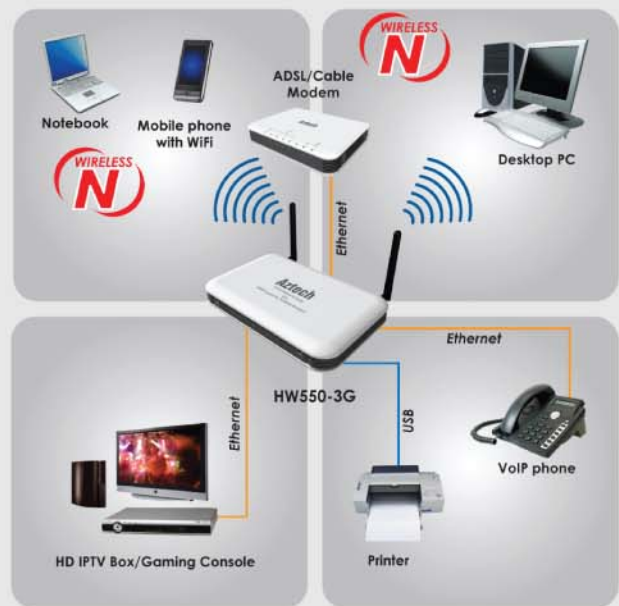 WIRELESS
N
ADSL/Cable
Modem
Aztech
Notebook
Mobile phone
with WiFi
Desktop PC
WIRELESS
N
Ethernet
Aztech
HW550-3G
Ethernet
Ethernet
USB
VoIP phone
HD IPTV Box/Gaming Console
Printer